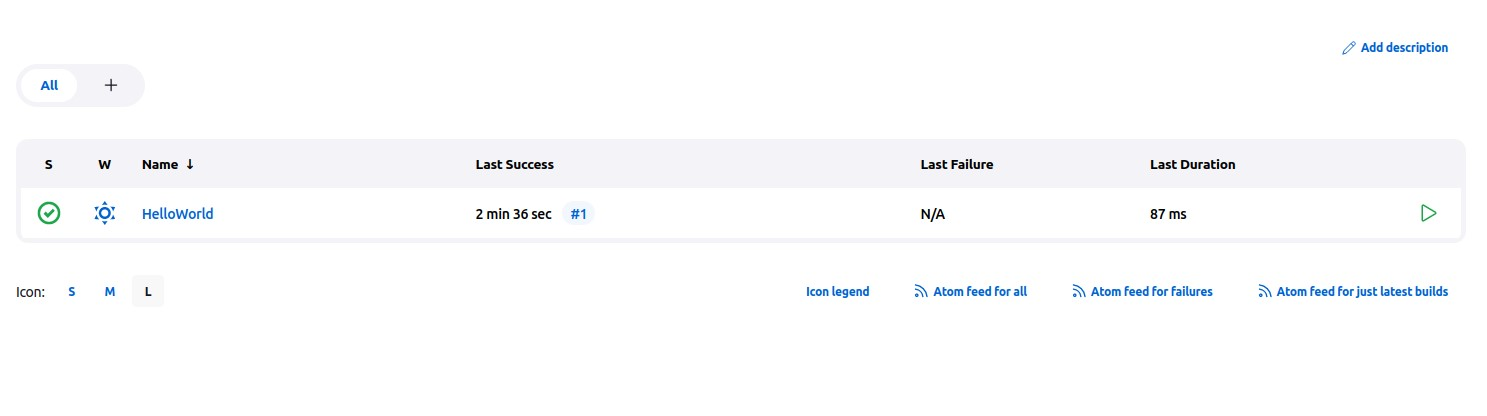 Add description
All +
S W Name ↓ Last Success Last Failure Last Duration
HelloWorld 2 min 36 sec #1 N/A 87 ms
Icon: S M L Icon legend Atom feed for all Atom feed for failures Atom feed for just latest builds